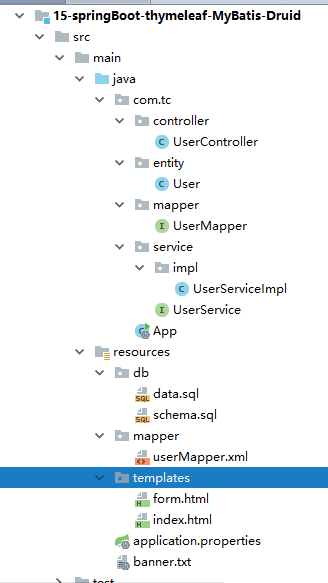 15-springBoot-thymeleaf-MyBatis-Druid
src
main
java
com.tc
controller
UserController
entity
User
mapper
UserMapper
service
impl
UserServiceImpl
UserService
App
resources
db
data.sql
schema.sql
mapper
userMapper.xml
templates
form.html
index.html
application.properties
banner.txt
test